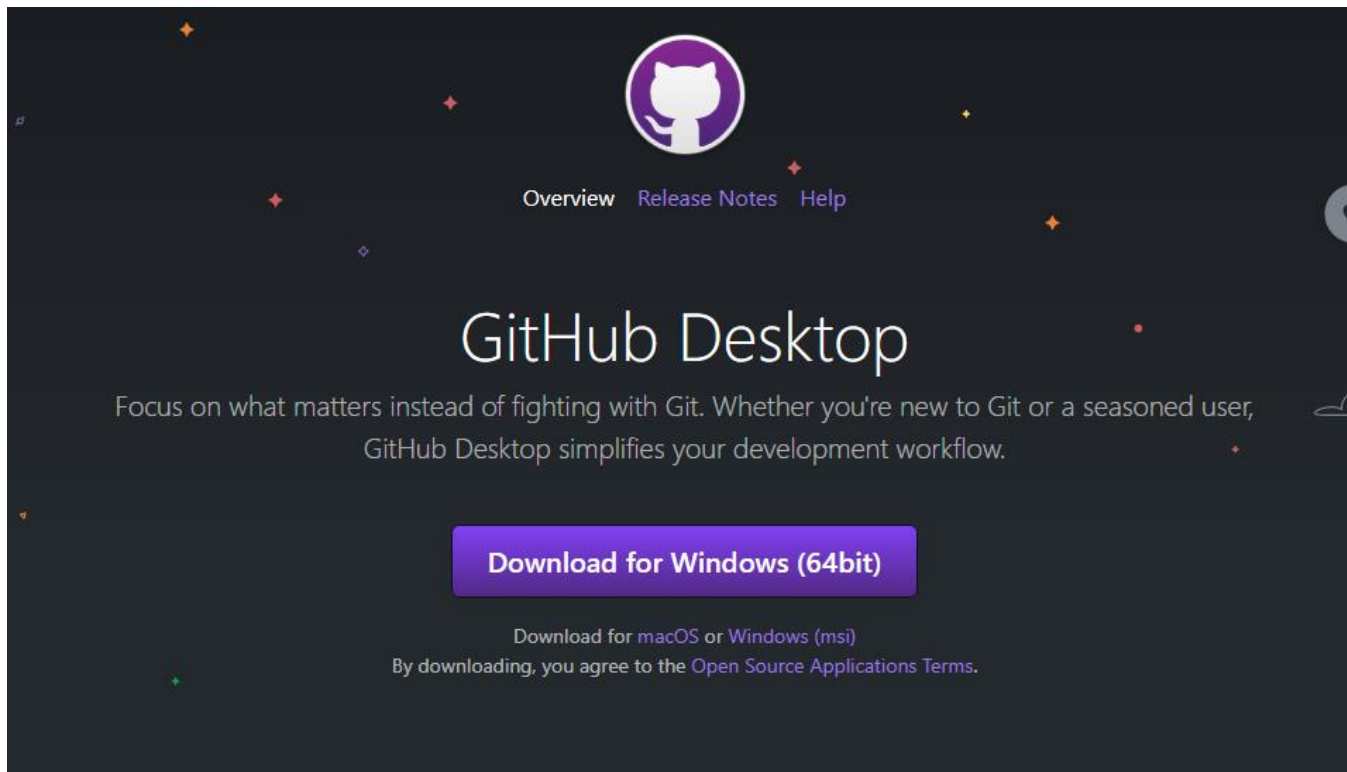 Overview Release Notes Help
GitHub Desktop
Focus on what matters instead of fighting with Git. Whether you're new to Git or a seasoned user,
GitHub Desktop simplifies your development workflow.
Download for Windows (64bit)
Download for macOS or Windows (msi)
By downloading, you agree to the Open Source Applications Terms.